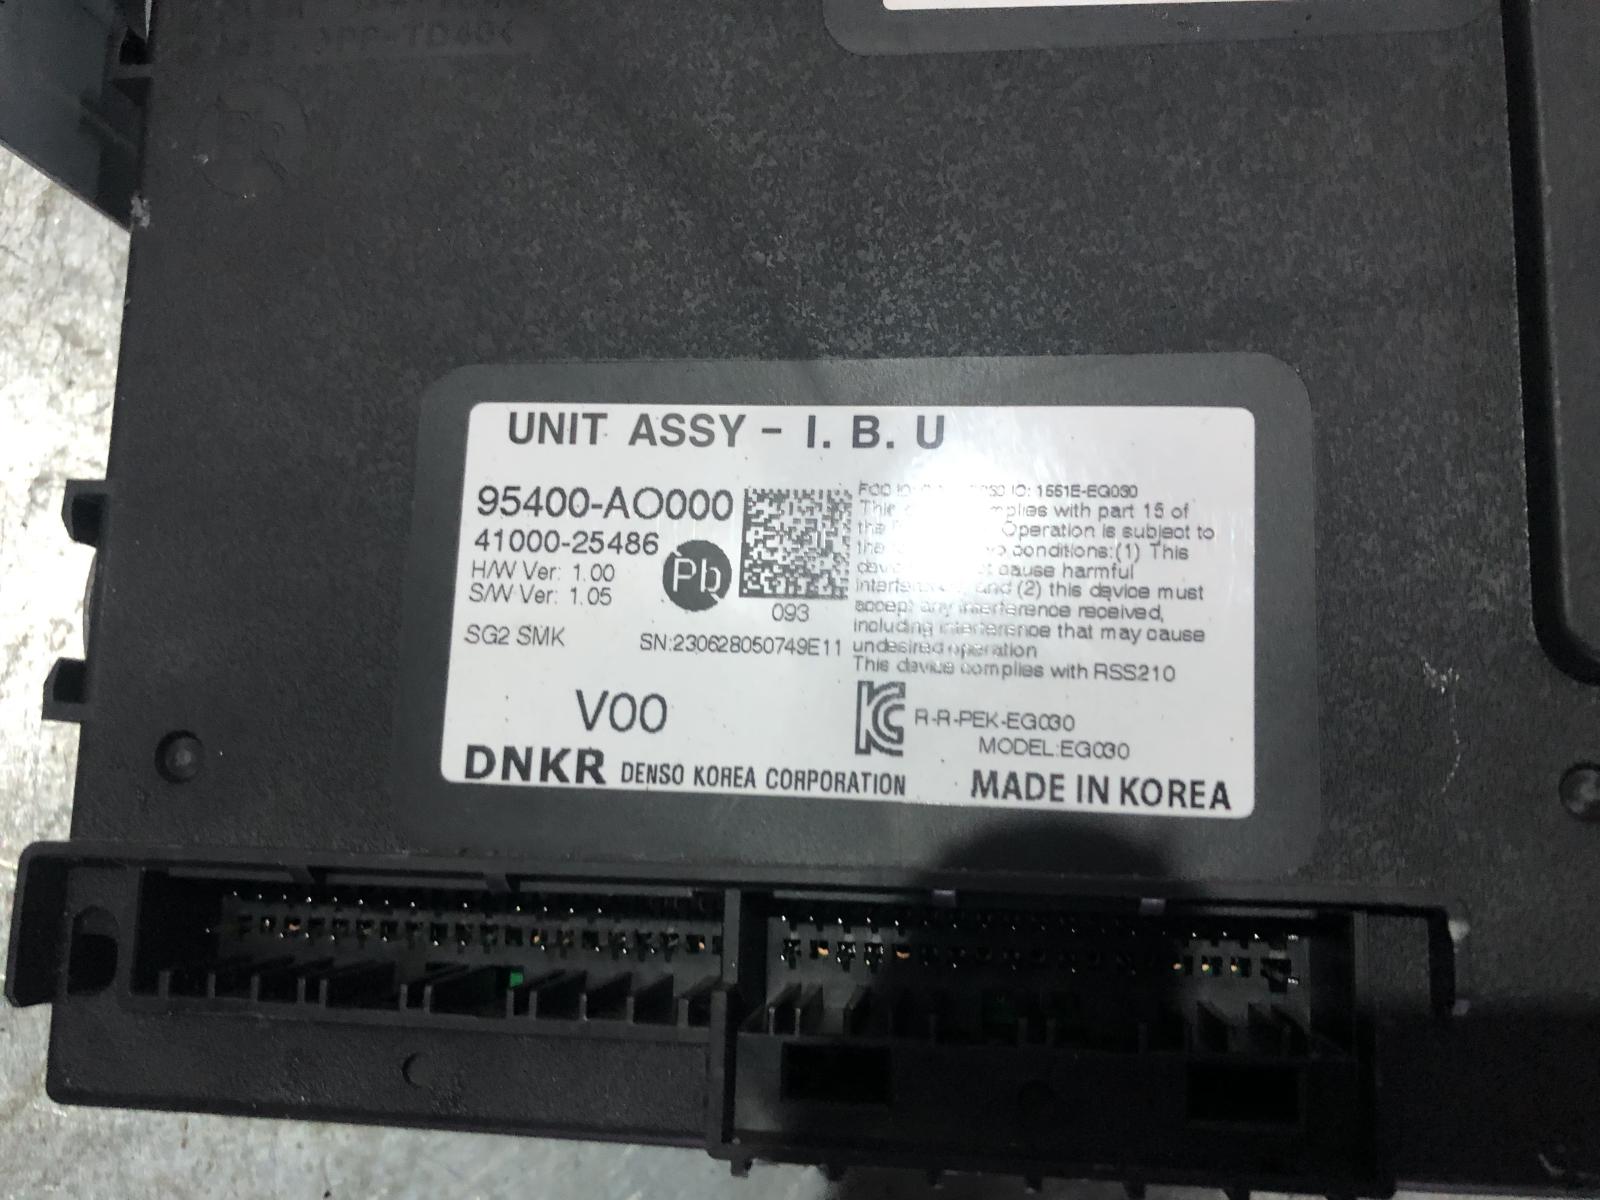 UNIT ASSY - I. B. U
95400-AO000
41000-25486
H/W Ver: 1.00
S/W Ver: 1.05
Pb
093
SG2 SMK
SN:230628050749E11
V00
DNKR DENSO KOREA CORPORATION
IC: 1551E-EG030
This complies with part 15 of
the Operation is subject to
the conditions:(1) This
cause harmful
and (2) this device must
accept any interference received,
including interference that may cause
undesired operation
This device complies with RSS210
R-R-PEK-EG030
MODEL:EG030
MADE IN KOREA